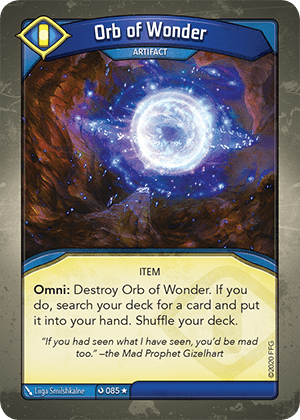 Orb of Wonder
ARTIFACT
ITEM
Omni: Destroy Orb of Wonder. If you
do, search your deck for a card and put
it into your hand. Shuffle your deck.
"If you had seen what I have seen, you'd be mad
too." –the Mad Prophet Gizelhart
©2020 FFG
Liiga Smilshkalne
085